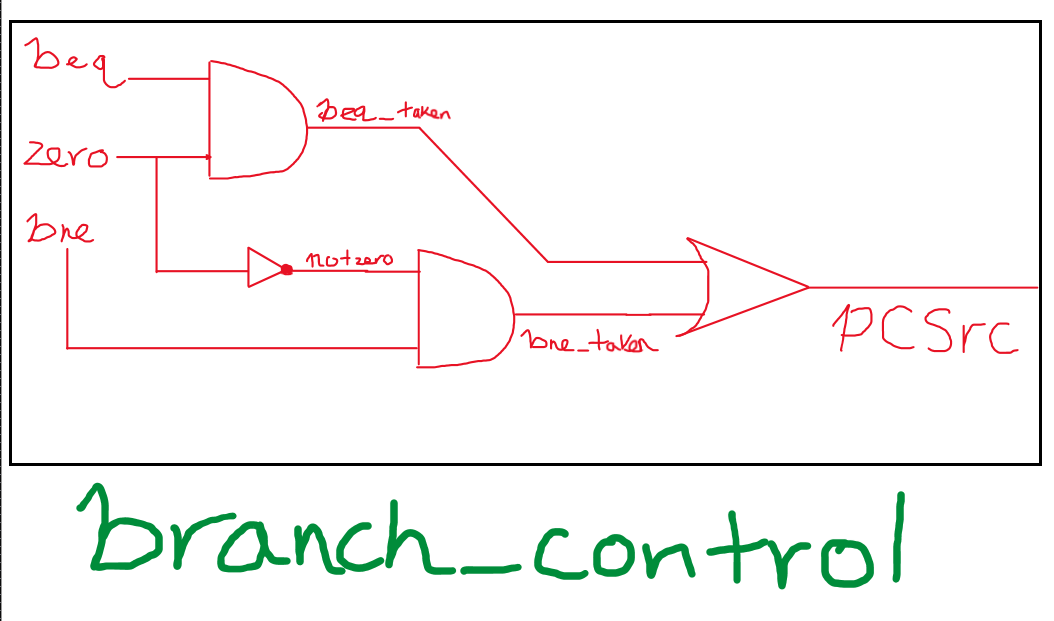 beq
beq_taken
zero
bne
notzero
PCSrc
bne_taken
branch_control